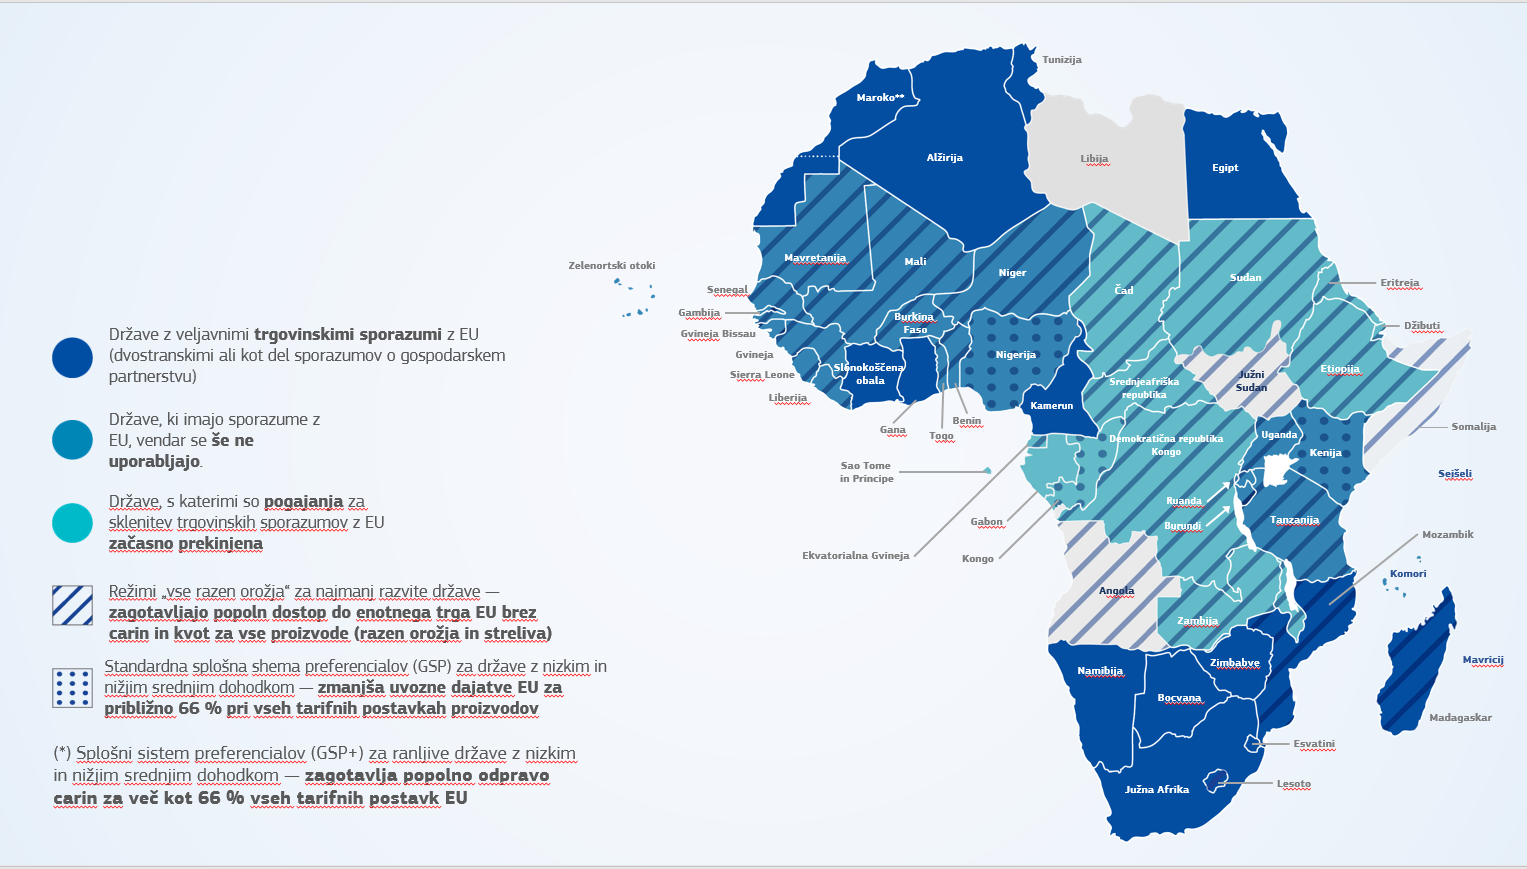 Države z veljavnimi trgovinskimi sporazumi z EU
(dvostranskimi ali kot del sporazumov o gospodarskem
partnerstvu)
Države, ki imajo sporazume z
EU, vendar se še ne
uporabljajo.
Države, s katerimi so pogajanja za
sklenitev trgovinskih sporazumov z EU
začasno prekinjena
Režimi „vse razen orožja“ za najmanj razvite države —
zagotavljajo popoln dostop do enotnega trga EU brez
carin in kvot za vse proizvode (razen orožja in streliva)
Standardna splošna shema preferencialov (GSP) za države z nizkim in
nižjim srednjim dohodkom — zmanjša uvozne dajatve EU za
približno 66 % pri vseh tarifnih postavkah proizvodov
(*) Splošni sistem preferencialov (GSP+) za ranljive države z nizkim
in nižjim srednjim dohodkom — zagotavlja popolno odpravo
carin za več kot 66 % vseh tarifnih postavk EU
Tunizija
Maroko**
Alžirija
Libija
Egipt
Zelenortski otoki
Mavretanija
Mali
Niger
Čad
Sudan
Eritreja
Senegal
Gambija
Gvineja Bissau
Gvineja
Sierra Leone
Liberija
Burkina
Faso
Slonokoščena
obala
Nigerija
Džibuti
Etiopija
Južni
Sudan
Srednjeafriška
republika
Kamerun
Gana
Togo
Benin
Somalija
Demokratična republika
Kongo
Uganda
Kenija
Sejšeli
Sao Tome
in Principe
Ruanda
Burundi
Tanzanija
Gabon
Ekvatorialna Gvineja
Kongo
Mozambik
Komori
Angola
Zambija
Namibija
Zimbabve
Bocvana
Mavricij
Madagaskar
Esvatini
Lesoto
Južna Afrika